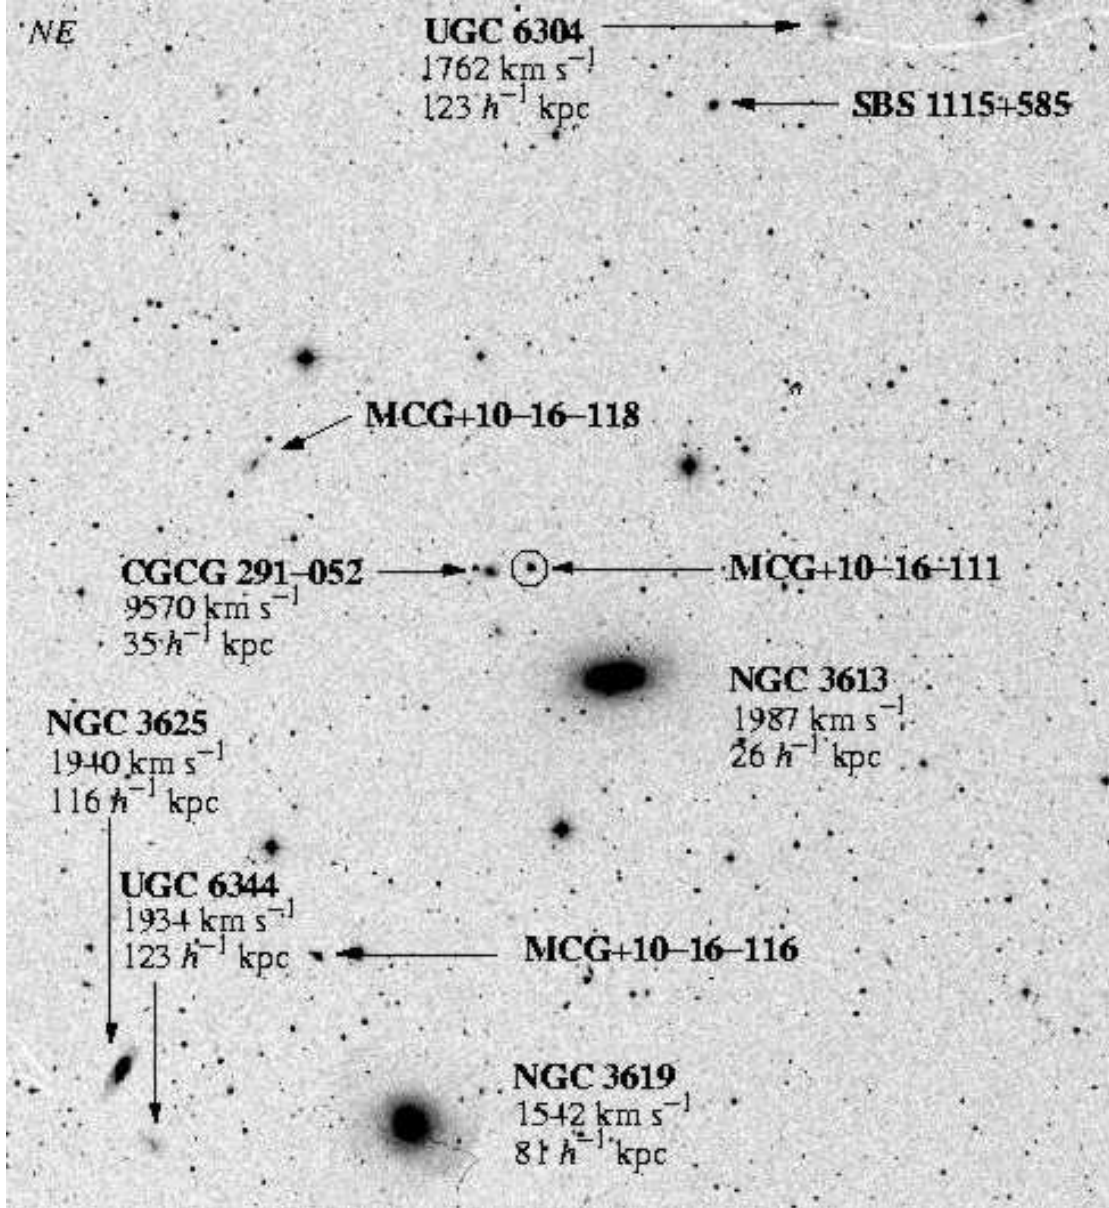 NE
UGC 6304
1762 km s⁻¹
123 h⁻¹ kpc
SBS 1115+585
MCG+10–16–118
CGCG 291–052
9570 km s⁻¹
35 h⁻¹ kpc
MCG+10–16–111
NGC 3613
1987 km s⁻¹
26 h⁻¹ kpc
NGC 3625
1940 km s⁻¹
116 h⁻¹ kpc
UGC 6344
1934 km s⁻¹
123 h⁻¹ kpc
MCG+10–16–116
NGC 3619
1542 km s⁻¹
81 h⁻¹ kpc